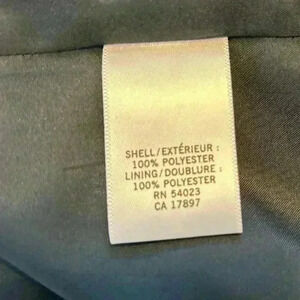 SHELL/EXTÉRIEUR :
100% POLYESTER
LINING/DOUBLURE :
100% POLYESTER
RN 54023
CA 17897